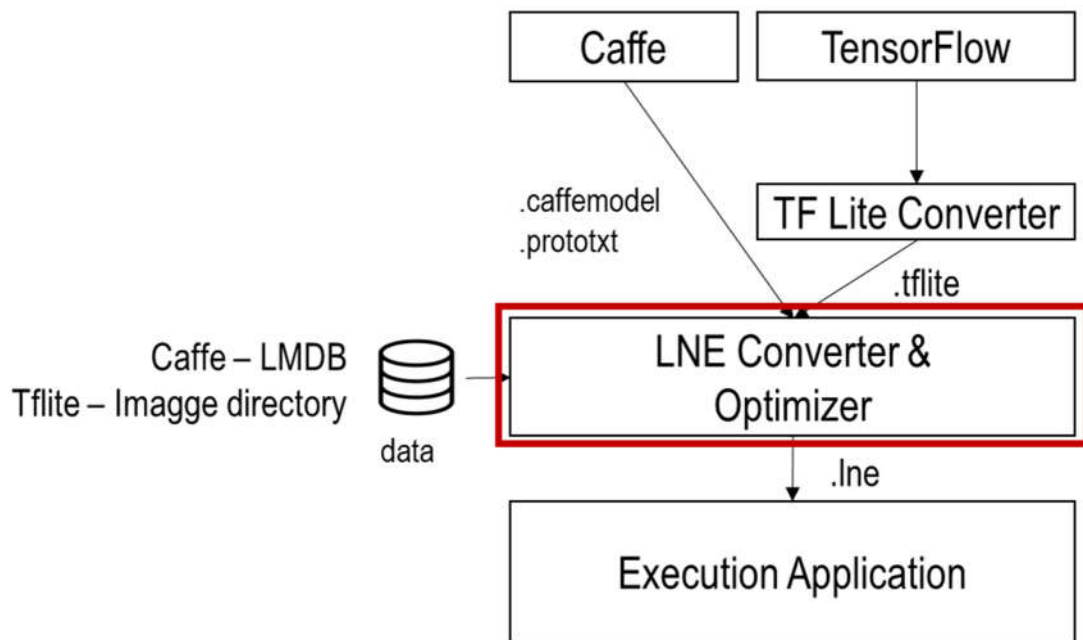 Caffe
TensorFlow
.caffemodel
.prototxt
TF Lite Converter
.tflite
Caffe – LMDB
Tflite – Imagge directory
data
LNE Converter &
Optimizer
.lne
Execution Application